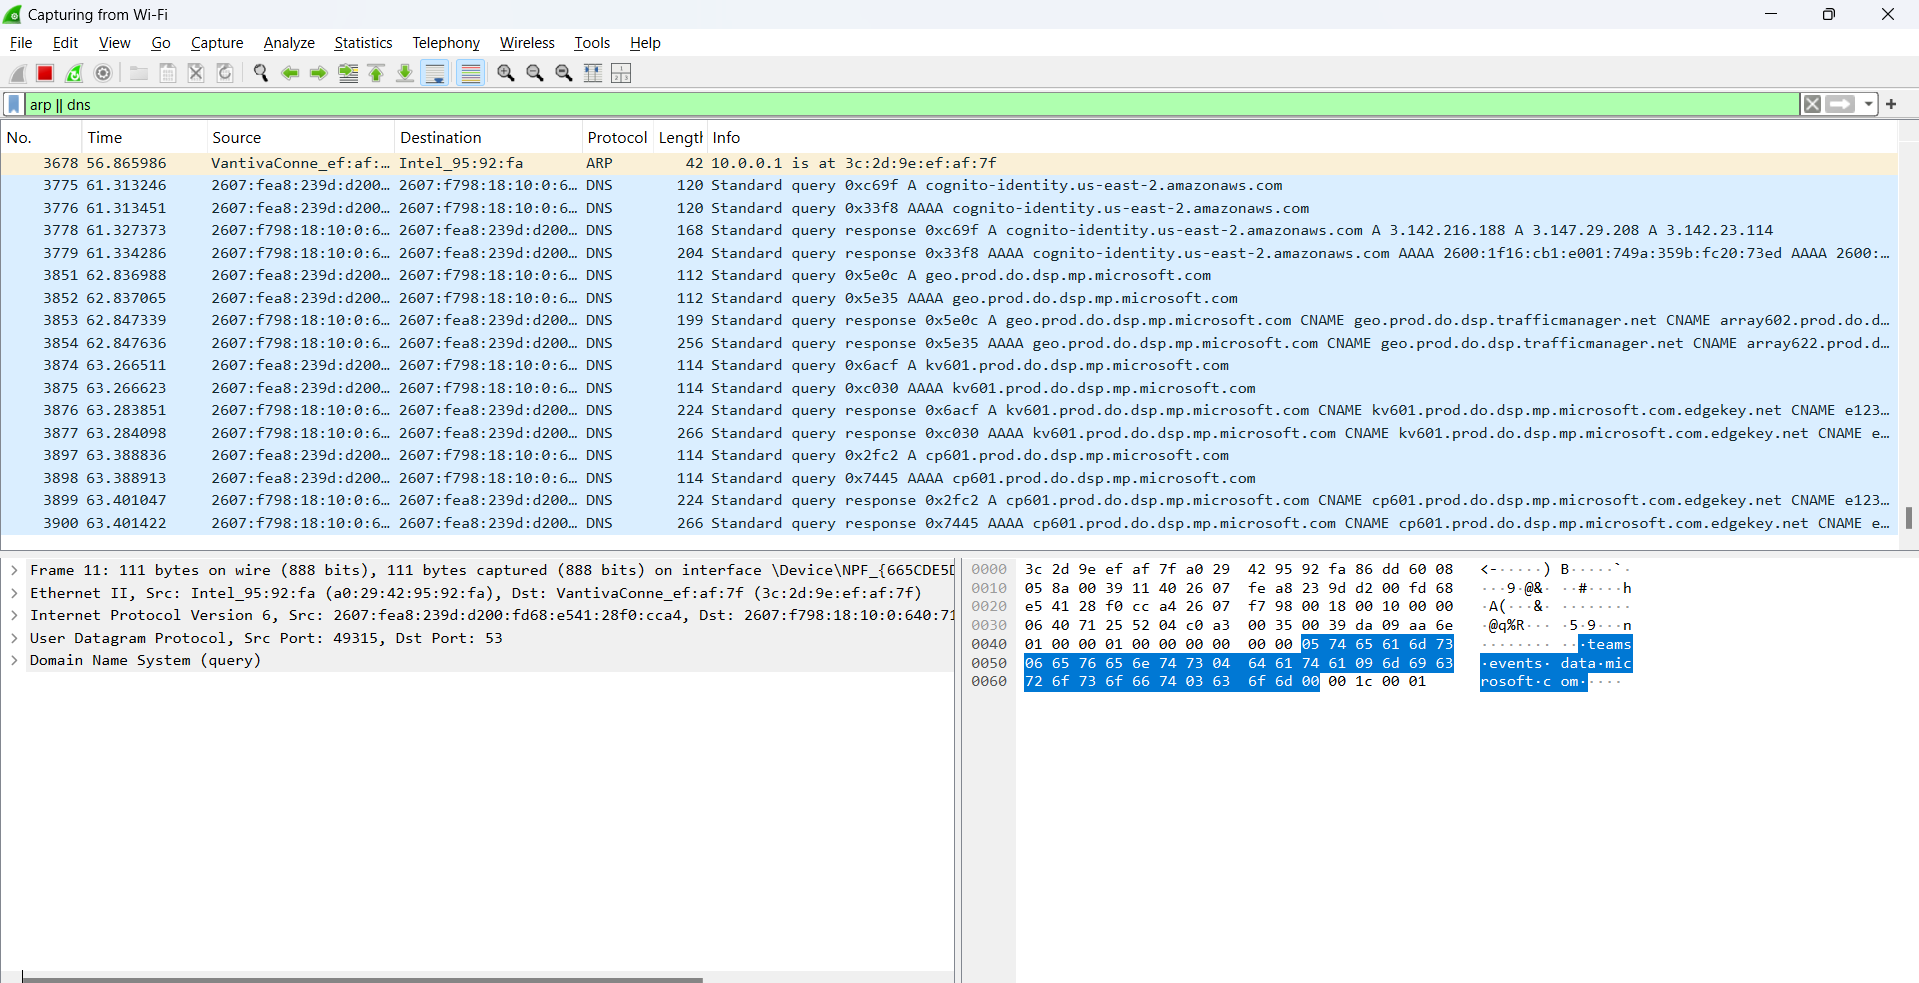 Capturing from Wi-Fi
File Edit View Go Capture Analyze Statistics Telephony Wireless Tools Help
arp || dns
No. Time Source Destination Protocol Length Info
3678 56.865986 VantivaConne_ef:af:… Intel_95:92:fa ARP 42 10.0.0.1 is at 3c:2d:9e:ef:af:7f
3775 61.313246 2607:fea8:239d:d200… 2607:f798:18:10:0:6… DNS 120 Standard query 0xc69f A cognito-identity.us-east-2.amazonaws.com
3776 61.313451 2607:fea8:239d:d200… 2607:f798:18:10:0:6… DNS 120 Standard query 0x33f8 AAAA cognito-identity.us-east-2.amazonaws.com
3778 61.327373 2607:f798:18:10:0:6… 2607:fea8:239d:d200… DNS 168 Standard query response 0xc69f A cognito-identity.us-east-2.amazonaws.com A 3.142.216.188 A 3.147.29.208 A 3.142.23.114
3779 61.334286 2607:f798:18:10:0:6… 2607:fea8:239d:d200… DNS 204 Standard query response 0x33f8 AAAA cognito-identity.us-east-2.amazonaws.com AAAA 2600:1f16:cb1:e001:749a:359b:fc20:73ed AAAA 2600:…
3851 62.836988 2607:fea8:239d:d200… 2607:f798:18:10:0:6… DNS 112 Standard query 0x5e0c A geo.prod.do.dsp.mp.microsoft.com
3852 62.837065 2607:fea8:239d:d200… 2607:f798:18:10:0:6… DNS 112 Standard query 0x5e35 AAAA geo.prod.do.dsp.mp.microsoft.com
3853 62.847339 2607:f798:18:10:0:6… 2607:fea8:239d:d200… DNS 199 Standard query response 0x5e0c A geo.prod.do.dsp.mp.microsoft.com CNAME geo.prod.do.dsp.trafficmanager.net CNAME array602.prod.do.d…
3854 62.847636 2607:f798:18:10:0:6… 2607:fea8:239d:d200… DNS 256 Standard query response 0x5e35 AAAA geo.prod.do.dsp.mp.microsoft.com CNAME geo.prod.do.dsp.trafficmanager.net CNAME array622.prod.d…
3874 63.266511 2607:fea8:239d:d200… 2607:f798:18:10:0:6… DNS 114 Standard query 0x6acf A kv601.prod.do.dsp.mp.microsoft.com
3875 63.266623 2607:fea8:239d:d200… 2607:f798:18:10:0:6… DNS 114 Standard query 0xc030 AAAA kv601.prod.do.dsp.mp.microsoft.com
3876 63.283851 2607:f798:18:10:0:6… 2607:fea8:239d:d200… DNS 224 Standard query response 0x6acf A kv601.prod.do.dsp.mp.microsoft.com CNAME kv601.prod.do.dsp.mp.microsoft.com.edgekey.net CNAME e123…
3877 63.284098 2607:f798:18:10:0:6… 2607:fea8:239d:d200… DNS 266 Standard query response 0xc030 AAAA kv601.prod.do.dsp.mp.microsoft.com CNAME kv601.prod.do.dsp.mp.microsoft.com.edgekey.net CNAME e…
3897 63.388836 2607:fea8:239d:d200… 2607:f798:18:10:0:6… DNS 114 Standard query 0x2fc2 A cp601.prod.do.dsp.mp.microsoft.com
3898 63.388913 2607:fea8:239d:d200… 2607:f798:18:10:0:6… DNS 114 Standard query 0x7445 AAAA cp601.prod.do.dsp.mp.microsoft.com
3899 63.401047 2607:f798:18:10:0:6… 2607:fea8:239d:d200… DNS 224 Standard query response 0x2fc2 A cp601.prod.do.dsp.mp.microsoft.com CNAME cp601.prod.do.dsp.mp.microsoft.com.edgekey.net CNAME e123…
3900 63.401422 2607:f798:18:10:0:6… 2607:fea8:239d:d200… DNS 266 Standard query response 0x7445 AAAA cp601.prod.do.dsp.mp.microsoft.com CNAME cp601.prod.do.dsp.mp.microsoft.com.edgekey.net CNAME e…
Frame 11: 111 bytes on wire (888 bits), 111 bytes captured (888 bits) on interface \Device\NPF_{665CDE5D
Ethernet II, Src: Intel_95:92:fa (a0:29:42:95:92:fa), Dst: VantivaConne_ef:af:7f (3c:2d:9e:ef:af:7f)
Internet Protocol Version 6, Src: 2607:fea8:239d:d200:fd68:e541:28f0:cca4, Dst: 2607:f798:18:10:0:640:71
User Datagram Protocol, Src Port: 49315, Dst Port: 53
Domain Name System (query)
0000 3c 2d 9e ef af 7f a0 29 42 95 92 fa 86 dd 60 08 <-·····) B·····`·
0010 05 8a 00 39 11 40 26 07 fe a8 23 9d d2 00 fd 68 ···9·@&· ··#····h
0020 e5 41 28 f0 cc a4 26 07 f7 98 00 18 00 10 00 00 ·A(···&· ········
0030 06 40 71 25 52 04 c0 a3 00 35 00 39 da 09 aa 6e ·@q%R··· ·5·9···n
0040 01 00 00 01 00 00 00 00 00 00 05 74 65 61 6d 73 ········ ···teams
0050 06 65 76 65 6e 74 73 04 64 61 74 61 09 6d 69 63 ·events· data·mic
0060 72 6f 73 6f 66 74 03 63 6f 6d 00 00 1c 00 01 rosoft·c om·····